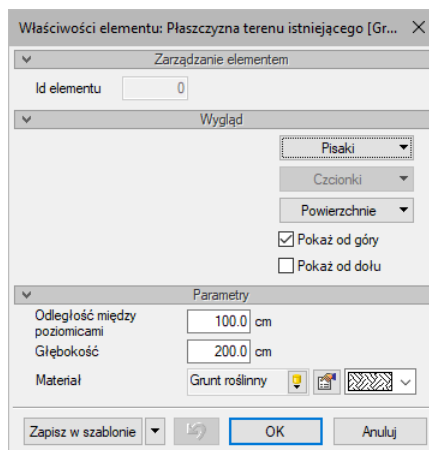 Właściwości elementu: Płaszczyzna terenu istniejącego [Gr...
Zarządzanie elementem
Id elementu 0
Wygląd
Pisaki
Czcionki
Powierzchnie
Pokaż od góry
Pokaż od dołu
Parametry
Odległość między
poziomicami 100.0 cm
Głębokość 200.0 cm
Materiał Grunt roślinny
Zapisz w szablonie OK Anuluj